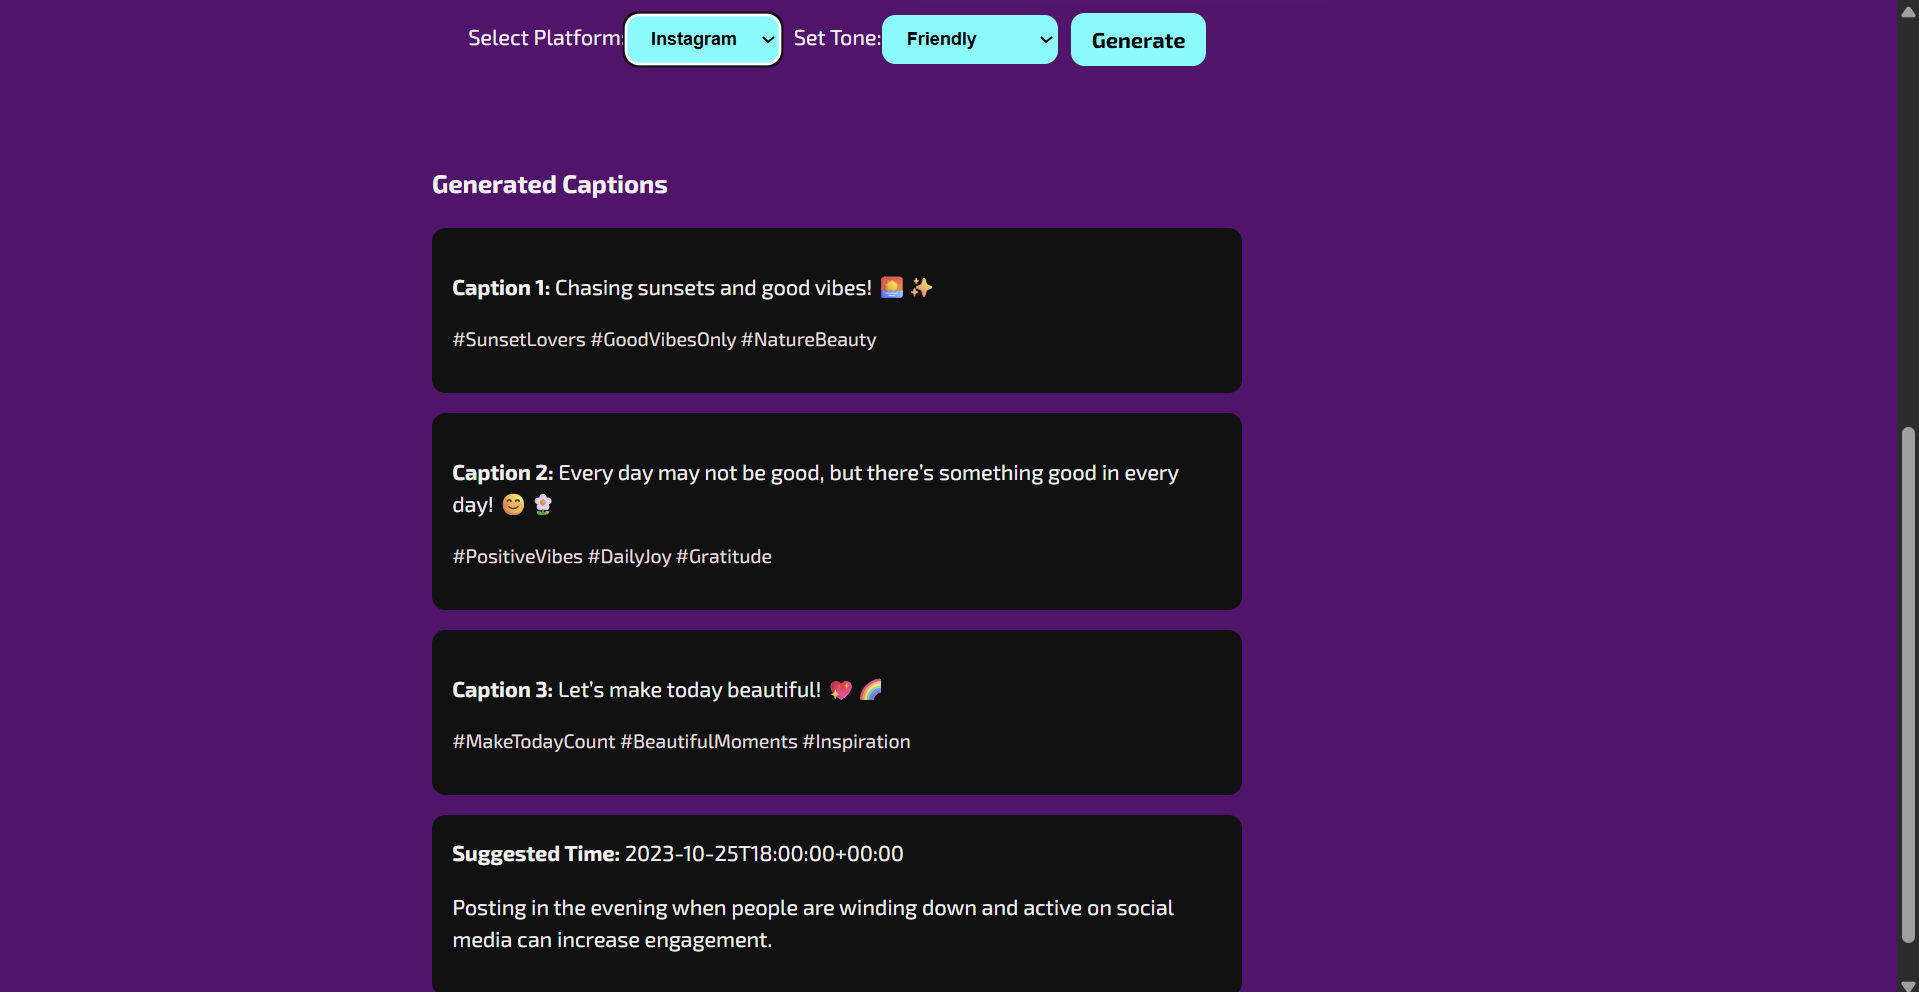 Select Platform: Instagram Set Tone: Friendly Generate
Generated Captions
Caption 1: Chasing sunsets and good vibes! 🌅 ✨
#SunsetLovers #GoodVibesOnly #NatureBeauty
Caption 2: Every day may not be good, but there’s something good in every
day! 😊 🌸
#PositiveVibes #DailyJoy #Gratitude
Caption 3: Let’s make today beautiful! 💖 🌈
#MakeTodayCount #BeautifulMoments #Inspiration
Suggested Time: 2023-10-25T18:00:00+00:00
Posting in the evening when people are winding down and active on social
media can increase engagement.